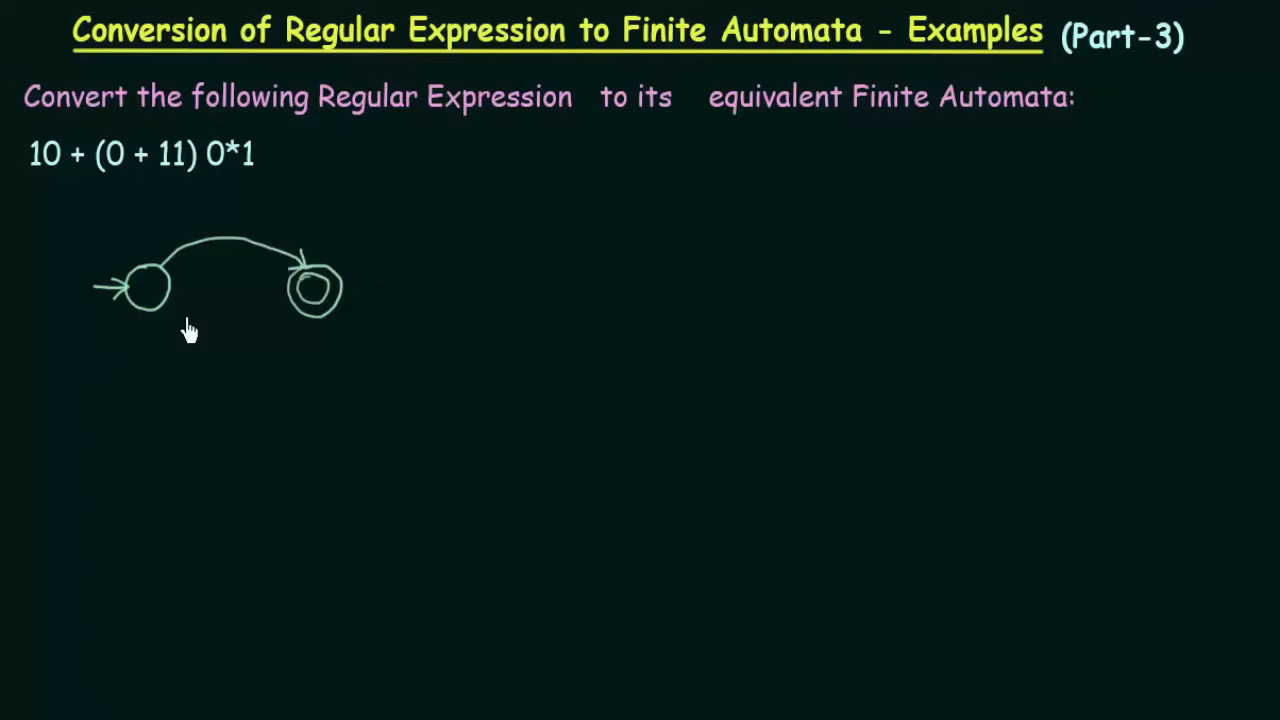 Conversion of Regular Expression to Finite Automata - Examples (Part-3)
Convert the following Regular Expression to its equivalent Finite Automata:
10 + (0 + 11) 0*1